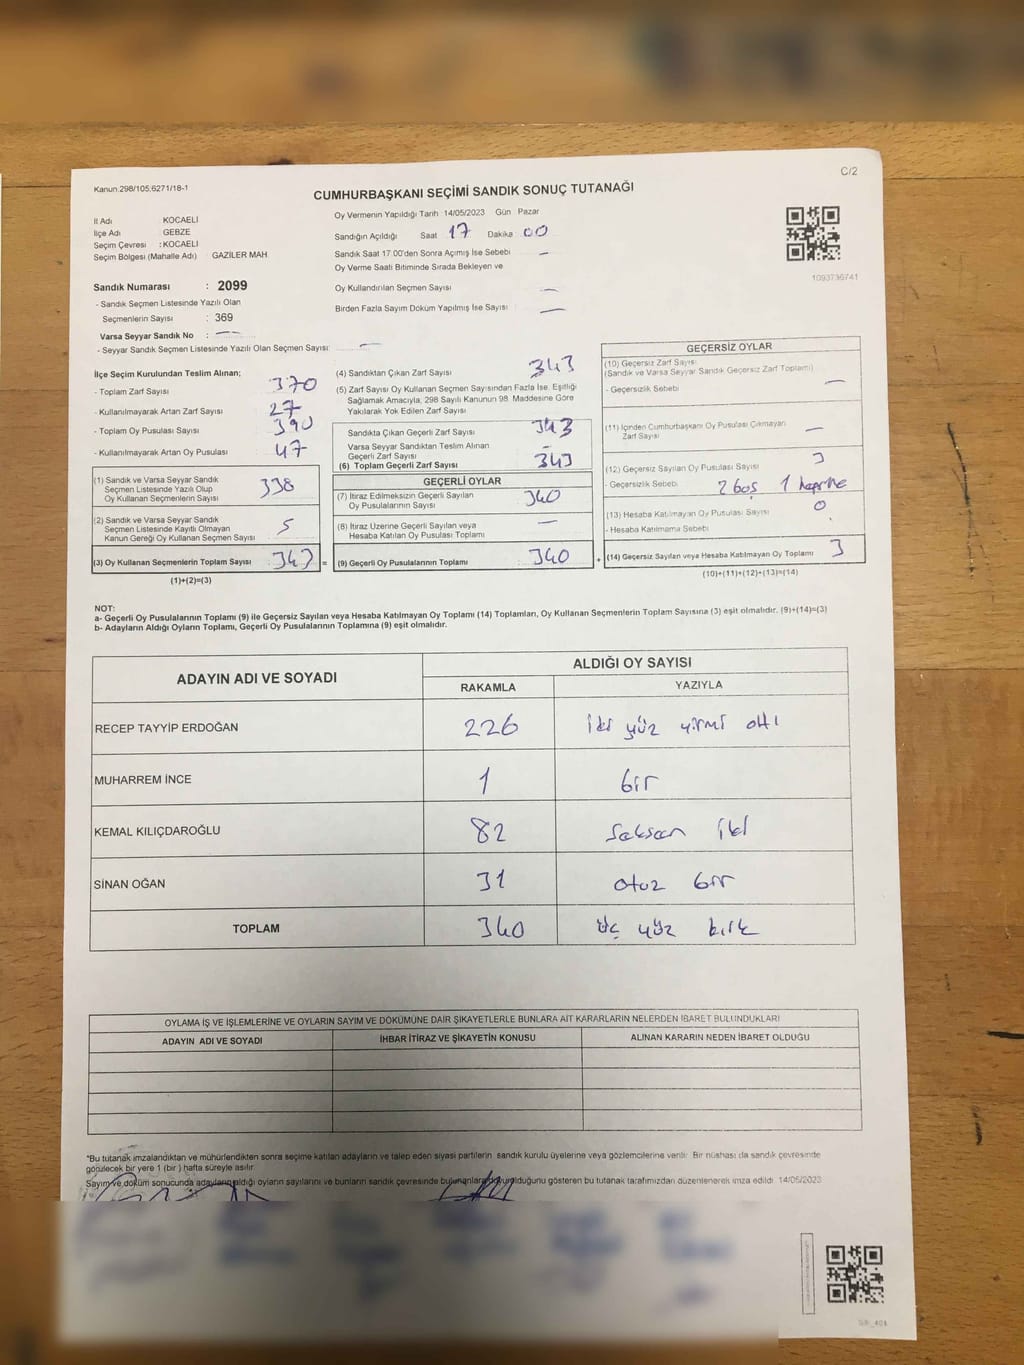 C/2
Kanun:298/105;6271/18-1
CUMHURBAŞKANI SEÇİMİ SANDIK SONUÇ TUTANAĞI
İl Adı KOCAELİ
İlçe Adı GEBZE
Seçim Çevresi : KOCAELİ
Seçim Bölgesi (Mahalle Adı) GAZİLER MAH
Sandık Numarası : 2099
- Sandık Seçmen Listesinde Yazılı Olan
Seçmenlerin Sayısı : 369
Varsa Seyyar Sandık No : —
- Seyyar Sandık Seçmen Listesinde Yazılı Olan Seçmen Sayısı: —
Oy Vermenin Yapıldığı Tarih 14/05/2023 Gün Pazar
Sandığın Açıldığı Saat 17 Dakika 00
Sandık Saat 17.00'den Sonra Açılmış İse Sebebi —
Oy Verme Saati Bitiminde Sırada Bekleyen ve
Oy Kullandırılan Seçmen Sayısı —
Birden Fazla Sayım Döküm Yapılmış İse Sayısı —
1093736741
İlçe Seçim Kurulundan Teslim Alınan;
- Toplam Zarf Sayısı 370
- Kullanılmayarak Artan Zarf Sayısı 27
- Toplam Oy Pusulası Sayısı 390
- Kullanılmayarak Artan Oy Pusulası 47
(1) Sandık ve Varsa Seyyar Sandık
Seçmen Listesinde Yazılı Olup
Oy Kullanan Seçmenlerin Sayısı 338
(2) Sandık ve Varsa Seyyar Sandık
Seçmen Listesinde Kayıtlı Olmayan
Kanun Gereği Oy Kullanan Seçmen Sayısı 5
(3) Oy Kullanan Seçmenlerin Toplam Sayısı : 343 =
(1)+(2)=(3)
(4) Sandıktan Çıkan Zarf Sayısı 343
(5) Zarf Sayısı Oy Kullanan Seçmen Sayısından Fazla İse, Eşitliği
Sağlamak Amacıyla, 298 Sayılı Kanunun 98. Maddesine Göre
Yakılarak Yok Edilen Zarf Sayısı
Sandıkta Çıkan Geçerli Zarf Sayısı 343
Varsa Seyyar Sandıktan Teslim Alınan
Geçerli Zarf Sayısı –
(6) Toplam Geçerli Zarf Sayısı 343
GEÇERLİ OYLAR
(7) İtiraz Edilmeksizin Geçerli Sayılan
Oy Pusulalarının Sayısı 340
(8) İtiraz Üzerine Geçerli Sayılan veya
Hesaba Katılan Oy Pusulası Toplamı —
(9) Geçerli Oy Pusulalarının Toplamı : 340 +
GEÇERSİZ OYLAR
(10) Geçersiz Zarf Sayısı
(Sandık ve Varsa Seyyar Sandık Geçersiz Zarf Toplamı)
- Geçersizlik Sebebi —
(11) İçinden Cumhurbaşkanı Oy Pusulası Çıkmayan
Zarf Sayısı —
(12) Geçersiz Sayılan Oy Pusulası Sayısı 3
- Geçersizlik Sebebi 2 boş 1
(13) Hesaba Katılmayan Oy Pusulası Sayısı 0
- Hesaba Katılmama Sebebi
(14) Geçersiz Sayılan veya Hesaba Katılmayan Oy Toplamı 3
(10)+(11)+(12)+(13)=(14)
NOT:
a- Geçerli Oy Pusulalarının Toplamı (9) ile Geçersiz Sayılan veya Hesaba Katılmayan Oy Toplamı (14) Toplamları, Oy Kullanan Seçmenlerin Toplam Sayısına (3) eşit olmalıdır. (9)+(14)=(3)
b- Adayların Aldığı Oyların Toplamı, Geçerli Oy Pusulalarının Toplamına (9) eşit olmalıdır.
ADAYIN ADI VE SOYADI ALDIĞI OY SAYISI
RAKAMLA YAZIYLA
RECEP TAYYİP ERDOĞAN 226 iki yüz yirmi altı
MUHARREM İNCE 1 bir
KEMAL KILIÇDAROĞLU 82 Seksen iki
SİNAN OĞAN 31 otuz bir
TOPLAM 340 üç yüz kırk
OYLAMA İŞ VE İŞLEMLERİNE VE OYLARIN SAYIM VE DÖKÜMÜNE DAİR ŞİKAYETLERLE BUNLARA AİT KARARLARIN NELERDEN İBARET BULUNDUKLARI
ADAYIN ADI VE SOYADI İHBAR İTİRAZ VE ŞİKAYETİN KONUSU ALINAN KARARIN NEDEN İBARET OLDUĞU
*Bu tutanak imzalandıktan ve mühürlendikten sonra seçime katılan adayların ve talep eden siyasi partilerin sandık kurulu üyelerine veya gözlemcilerine verilir. Bir nüshası da sandık çevresinde
görülecek bir yere 1 (bir) hafta süreyle asılır.
Sayım ve döküm sonucunda adayların aldığı oyların sayılarını ve bunların sandık çevresinde olduğunu gösteren bu tutanak tarafımızdan düzenlenerek imza edildi. 14/05/2023